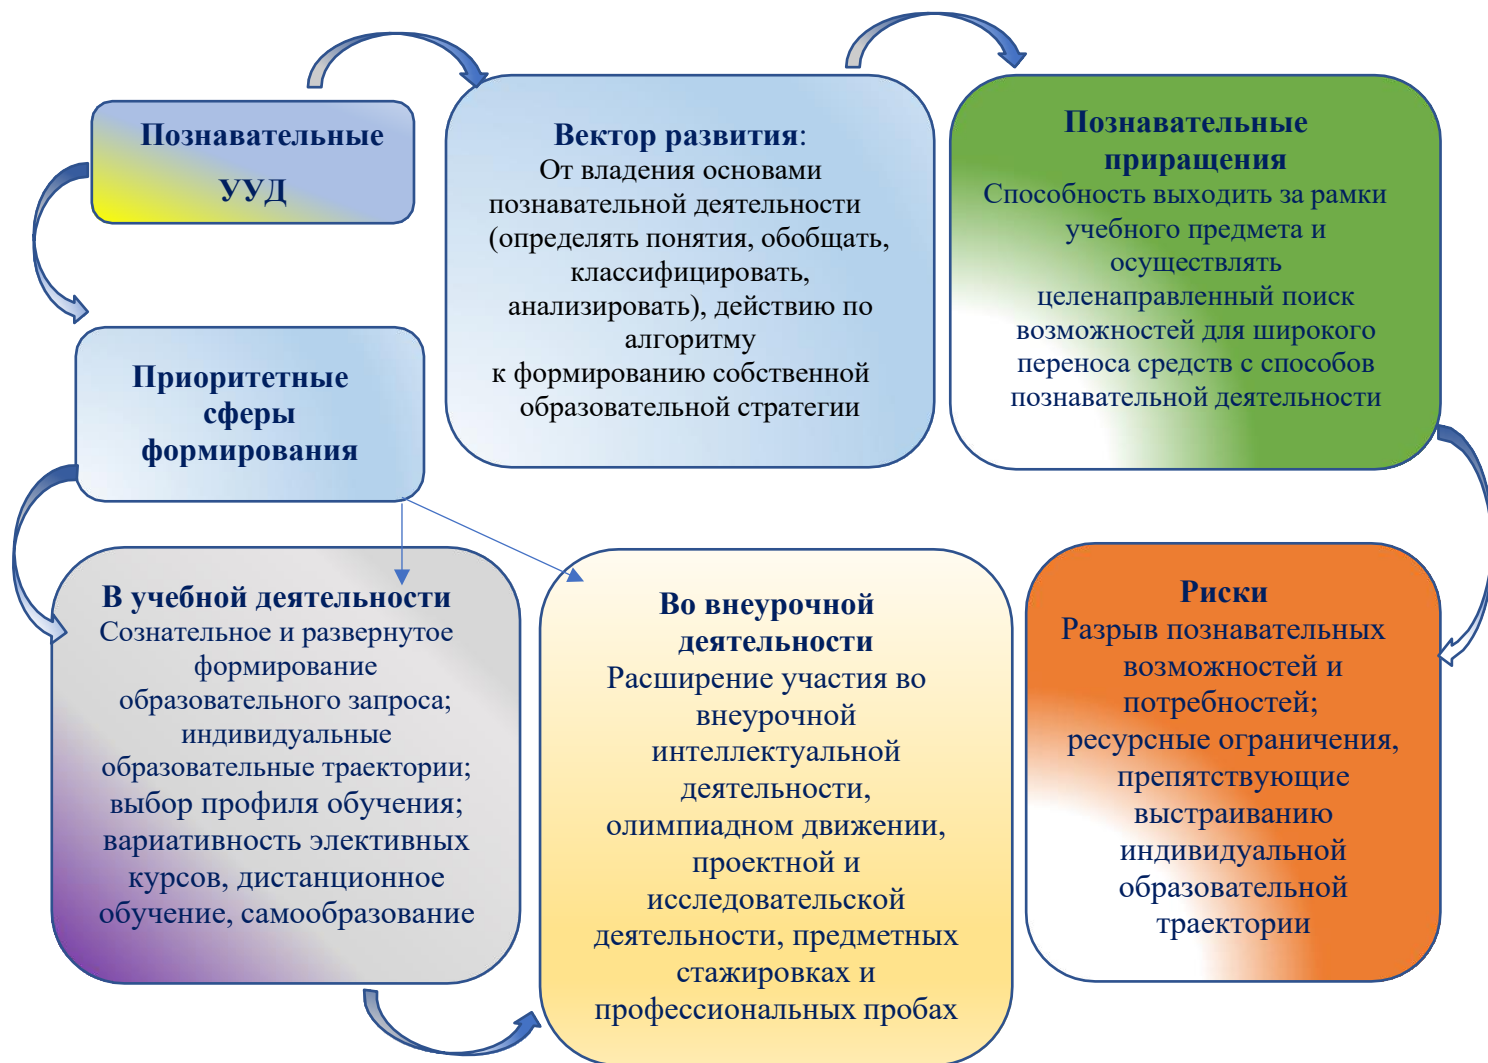 Познавательные
УУД
Вектор развития:
От владения основами
познавательной деятельности
(определять понятия, обобщать,
классифицировать,
анализировать), действию по
алгоритму
к формированию собственной
образовательной стратегии
Познавательные
приращения
Способность выходить за рамки
учебного предмета и
осуществлять
целенаправленный поиск
возможностей для широкого
переноса средств с способов
познавательной деятельности
Приоритетные
сферы
формирования
В учебной деятельности
Сознательное и развернутое
формирование
образовательного запроса;
индивидуальные
образовательные траектории;
выбор профиля обучения;
вариативность элективных
курсов, дистанционное
обучение, самообразование
Во внеурочной
деятельности
Расширение участия во
внеурочной
интеллектуальной
деятельности,
олимпиадном движении,
проектной и
исследовательской
деятельности, предметных
стажировках и
профессиональных пробах
Риски
Разрыв познавательных
возможностей и
потребностей;
ресурсные ограничения,
препятствующие
выстраиванию
индивидуальной
образовательной
траектории